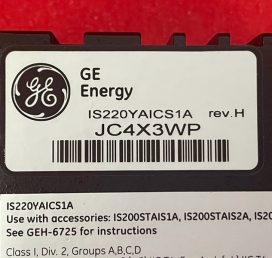 GE
Energy
IS220YAICS1A rev.H
JC4X3WP
IS220YAICS1A
Use with accessories: IS200STAIS1A, IS200STAIS2A,
See GEH-6725 for instructions
Class I, Div. 2, Groups A,B,C,D